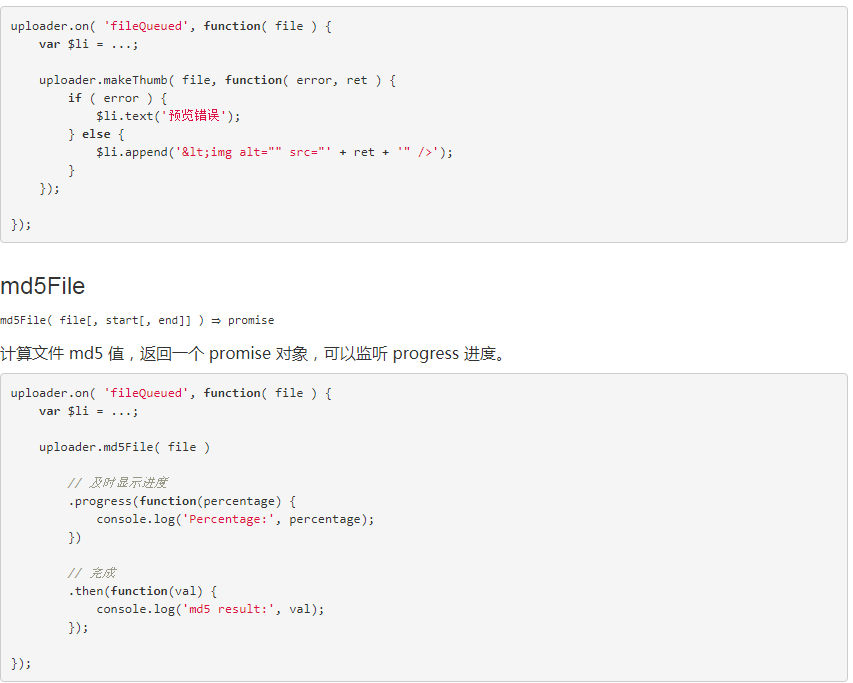 uploader.on( 'fileQueued', function( file ) {
    var $li = ...;
    uploader.makeThumb( file, function( error, ret ) {
        if ( error ) {
            $li.text('预览错误');
        } else {
            $li.append('&lt;img alt="" src="' + ret + '" />');
        }
    });
});
md5File
md5File( file[, start[, end]] ) ⇒ promise
计算文件 md5 值，返回一个 promise 对象，可以监听 progress 进度。
uploader.on( 'fileQueued', function( file ) {
    var $li = ...;
    uploader.md5File( file )
        // 及时显示进度
        .progress(function(percentage) {
            console.log('Percentage:', percentage);
        })
        // 完成
        .then(function(val) {
            console.log('md5 result:', val);
        });
});